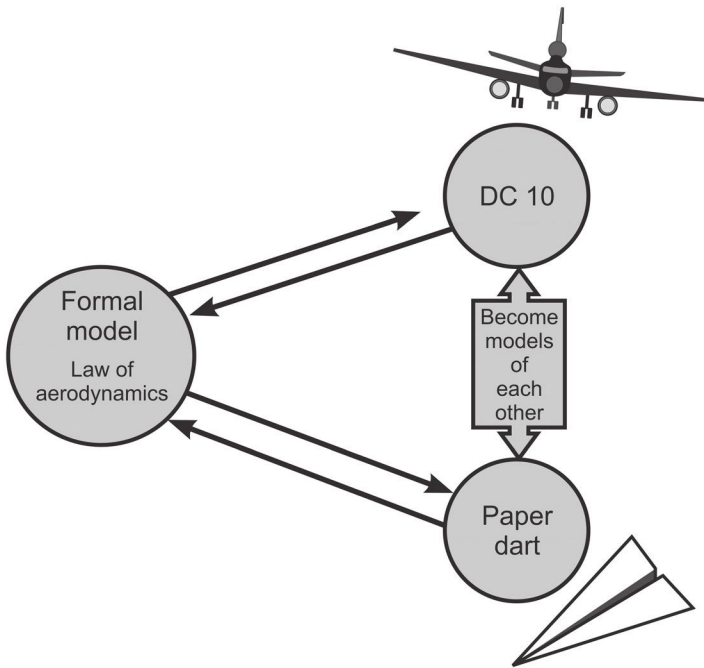 DC 10
Formal
model
Law of
aerodynamics
Become
models
of
each
other
Paper
dart